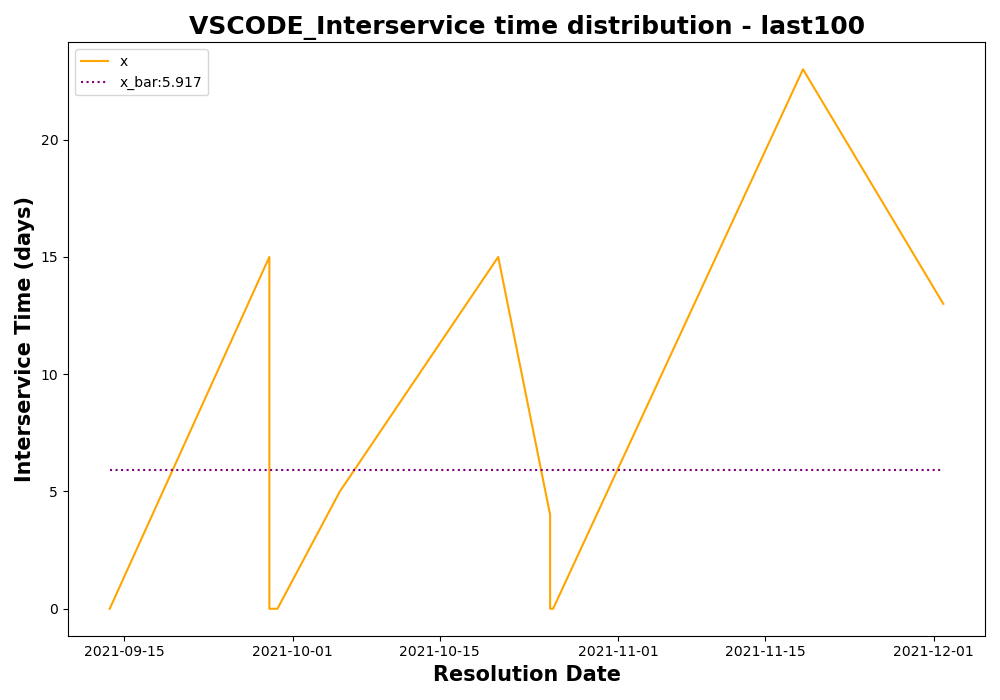 VSCODE_Interservice time distribution - last100
x
x_bar:5.917
Interservice Time (days)
20
15
10
5
0
2021-09-15 2021-10-01 2021-10-15 2021-11-01 2021-11-15 2021-12-01
Resolution Date